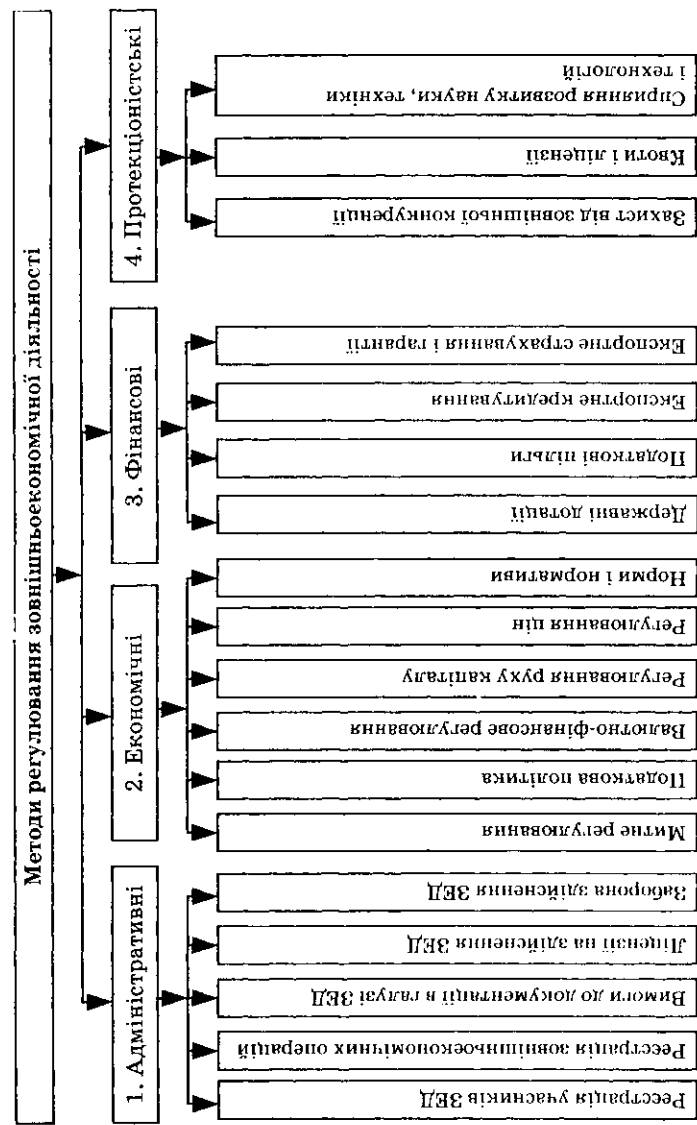 Методи регулювання зовнішньоекономічної діяльності
1. Адміністративні
Реєстрація учасників ЗЕД
Реєстрація зовнішньоекономічних операцій
Вимоги до документації в галузі ЗЕД
Ліцензії на здійснення ЗЕД
Заборона здійснення ЗЕД
2. Економічні
Митне регулювання
Податкова політика
Валютно-фінансове регулювання
Регулювання руху капіталу
Регулювання цін
Норми і нормативи
3. Фінансові
Державні дотації
Податкові пільги
Експортне кредитування
Експортне страхування і гарантії
4. Протекціоністські
Захист від зовнішньої конкуренції
Квоти і ліцензії
Сприяння розвитку науки, техніки
і технологій